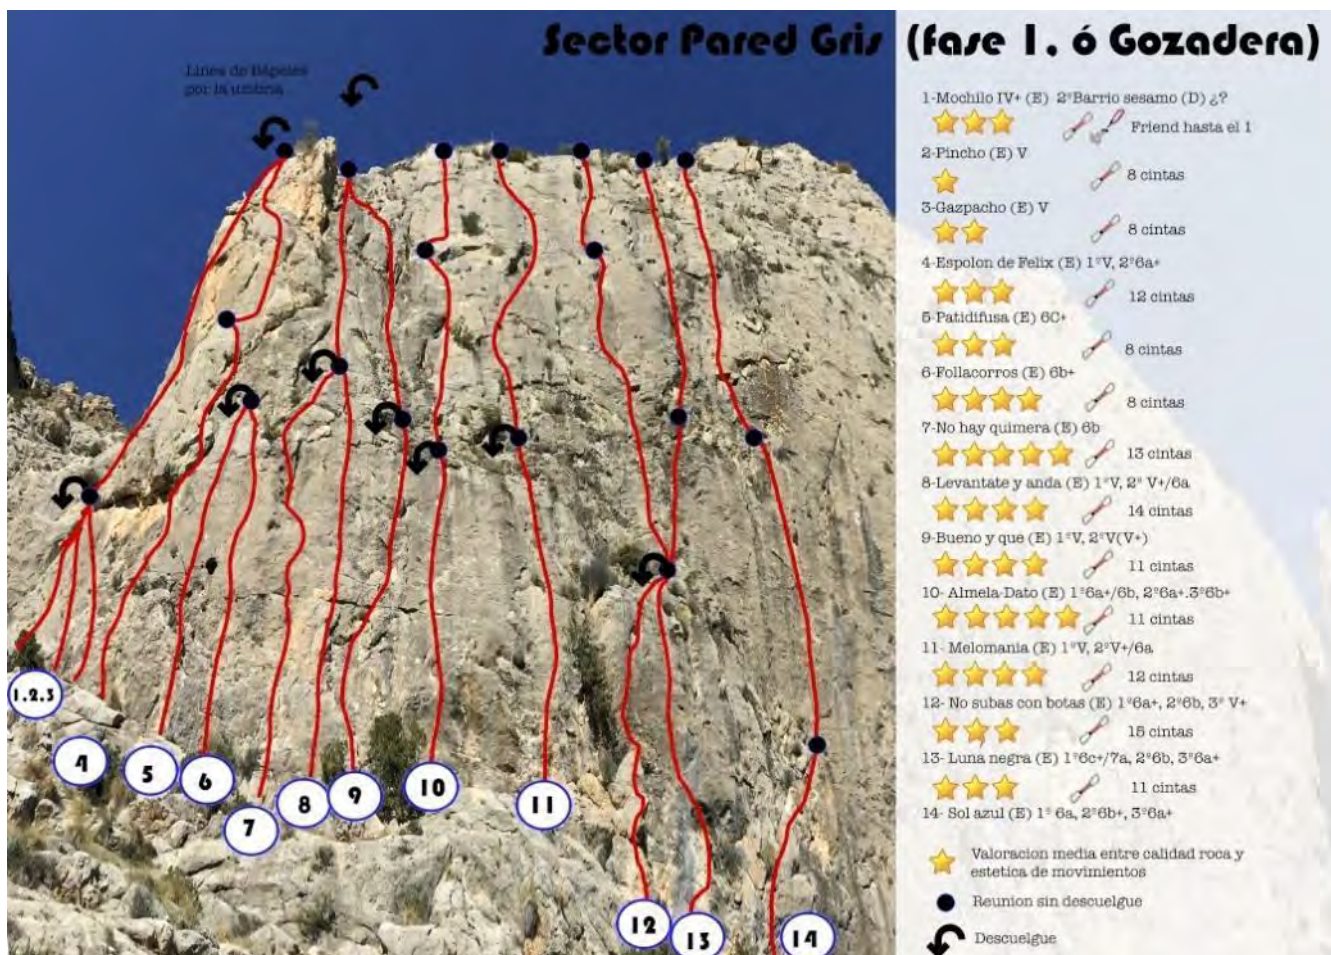 Sector Pared Gris (fase 1, ó Gozadera)
Linea de Rápeles
por la umbria
1-Mochilo IV+ (E) 2ºBarrio sesamo (D) ¿?
Friend hasta el 1
2-Pincho (E) V
8 cintas
3-Gazpacho (E) V
8 cintas
4-Espolon de Felix (E) 1ºV, 2º6a+
12 cintas
5-Patidifusa (E) 6C+
8 cintas
6-Follacorros (E) 6b+
8 cintas
7-No hay quimera (E) 6b
13 cintas
8-Levantate y anda (E) 1ºV, 2º V+/6a
14 cintas
9-Bueno y que (E) 1ºV, 2ºV(V+)
11 cintas
10- Almela-Dato (E) 1º6a+/6b, 2º6a+.3º6b+
11 cintas
11- Melomania (E) 1ºV, 2ºV+/6a
12 cintas
12- No subas con botas (E) 1º6a+, 2º6b, 3º V+
15 cintas
13- Luna negra (E) 1º6c+/7a, 2º6b, 3º6a+
11 cintas
14- Sol azul (E) 1º 6a, 2º6b+, 3º6a+
Valoracion media entre calidad roca y
estetica de movimientos
Reunion sin descuelgue
Descuelgue
1.2.3
4
5
6
7
8
9
10
11
12
13
14